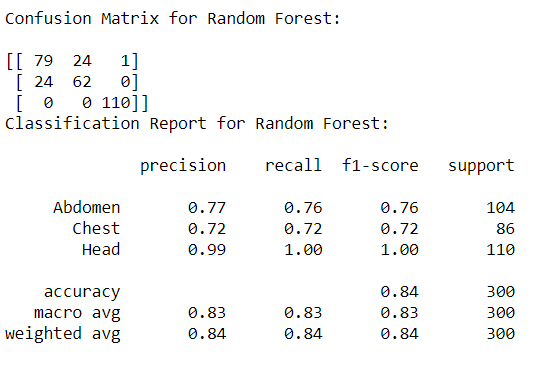 Confusion Matrix for Random Forest:
[[ 79 24 1]
[ 24 62 0]
[ 0 0 110]]
Classification Report for Random Forest:
precision recall f1-score support
Abdomen 0.77 0.76 0.76 104
Chest 0.72 0.72 0.72 86
Head 0.99 1.00 1.00 110
accuracy 0.84 300
macro avg 0.83 0.83 0.83 300
weighted avg 0.84 0.84 0.84 300